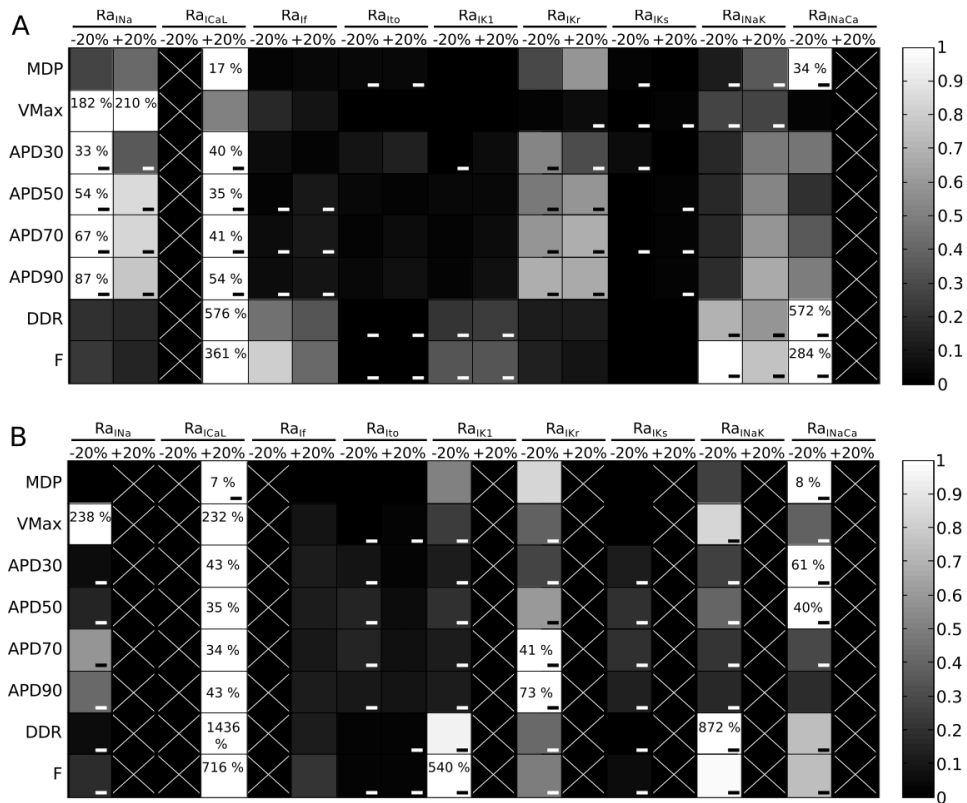 A
Ra_INa Ra_ICaL Ra_If Ra_Ito Ra_IK1 Ra_IKr Ra_IKs Ra_INaK Ra_INaCa
-20% +20% -20% +20% -20% +20% -20% +20% -20% +20% -20% +20% -20% +20% -20% +20% -20% +20%
MDP 17 % 34 %
VMax 182 % 210 %
APD30 33 % 40 %
APD50 54 % 35 %
APD70 67 % 41 %
APD90 87 % 54 %
DDR 576 % 572 %
F 361 % 284 %
1
0.9
0.8
0.7
0.6
0.5
0.4
0.3
0.2
0.1
0
B
Ra_INa Ra_ICaL Ra_If Ra_Ito Ra_IK1 Ra_IKr Ra_IKs Ra_INaK Ra_INaCa
-20% +20% -20% +20% -20% +20% -20% +20% -20% +20% -20% +20% -20% +20% -20% +20% -20% +20%
MDP 7 % 8 %
VMax 238 % 232 %
APD30 43 % 61 %
APD50 35 % 40%
APD70 34 % 41 %
APD90 43 % 73 %
DDR 1436 % 872 %
F 716 % 540 %
1
0.9
0.8
0.7
0.6
0.5
0.4
0.3
0.2
0.1
0